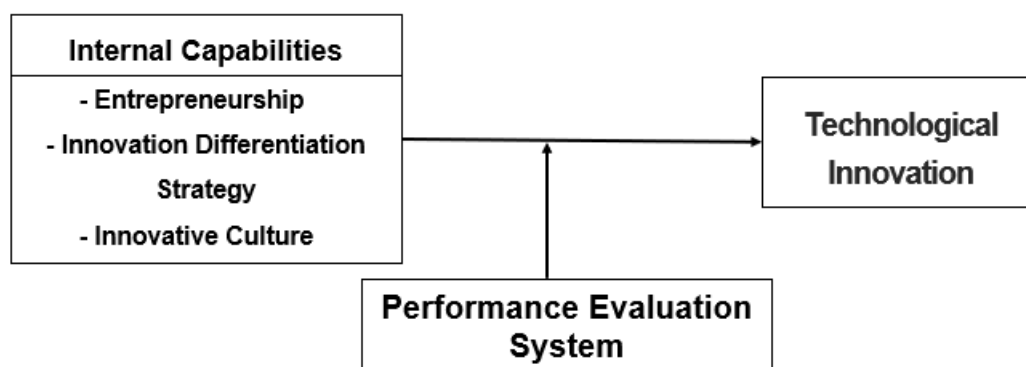 Internal Capabilities
- Entrepreneurship
- Innovation Differentiation
Strategy
- Innovative Culture
Technological
Innovation
Performance Evaluation
System